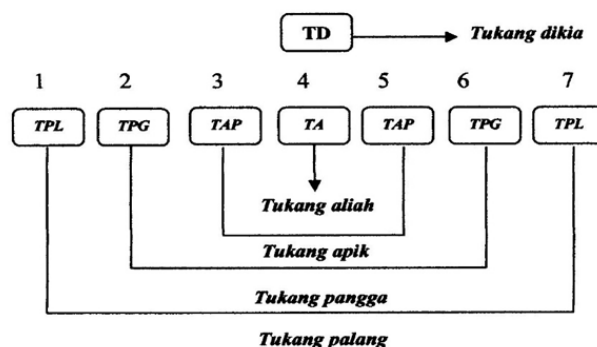 TD Tukang dikia
1 2 3 4 5 6 7
TPL TPG TAP TA TAP TPG TPL
Tukang aliah
Tukang apik
Tukang pangga
Tukang palang